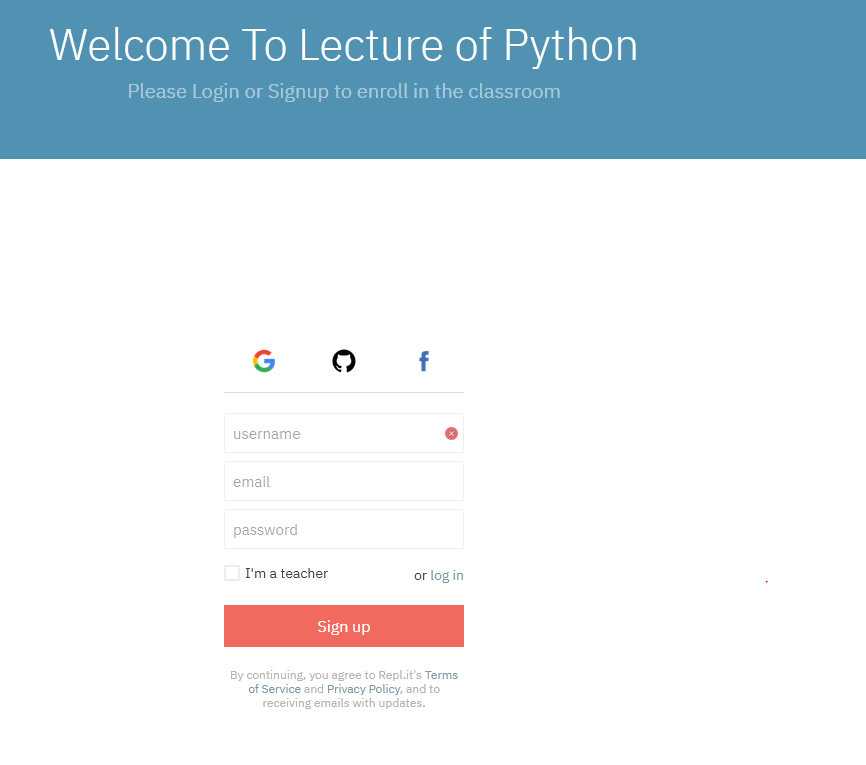 Welcome To Lecture of Python
Please Login or Signup to enroll in the classroom
username
email
password
I'm a teacher
or log in
Sign up
By continuing, you agree to Repl.it's Terms
of Service and Privacy Policy, and to
receiving emails with updates.